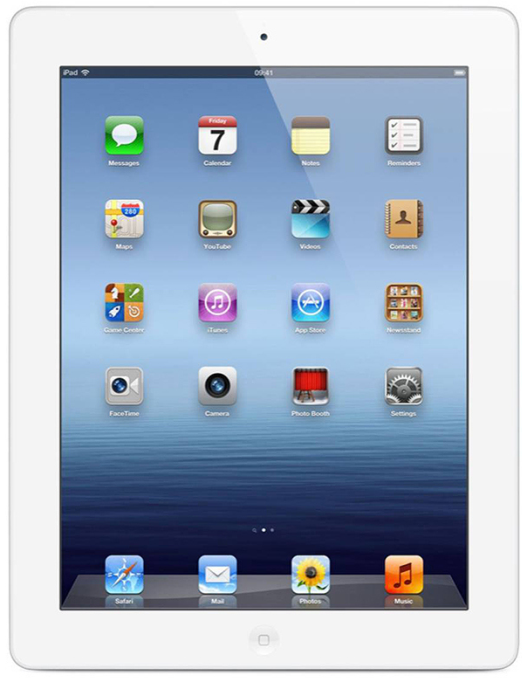 iPad 09:41
Messages Friday 7 Calendar Notes Reminders
Maps 280 YouTube Videos Contacts
Game Center iTunes App Store Newsstand
FaceTime Camera Photo Booth Settings
Safari Mail Photos Music